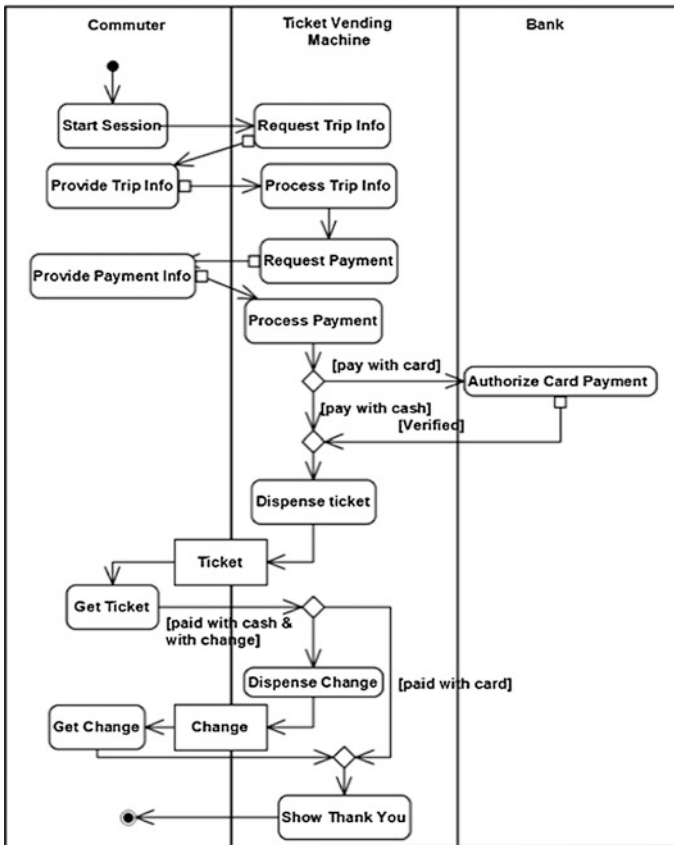 Commuter
Ticket Vending
Machine
Bank
Start Session
Request Trip Info
Provide Trip Info
Process Trip Info
Request Payment
Provide Payment Info
Process Payment
[pay with card]
Authorize Card Payment
[pay with cash]
[Verified]
Dispense ticket
Ticket
Get Ticket
[paid with cash &
with change]
Dispense Change
[paid with card]
Get Change
Change
Show Thank You